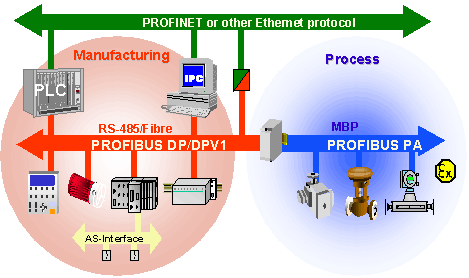 PROFINET or other Ethernet protocol
Manufacturing
Process
PLC
IPC
RS-485/Fibre
MBP
PROFIBUS DP/DPV1
PROFIBUS PA
Ex
AS-Interface